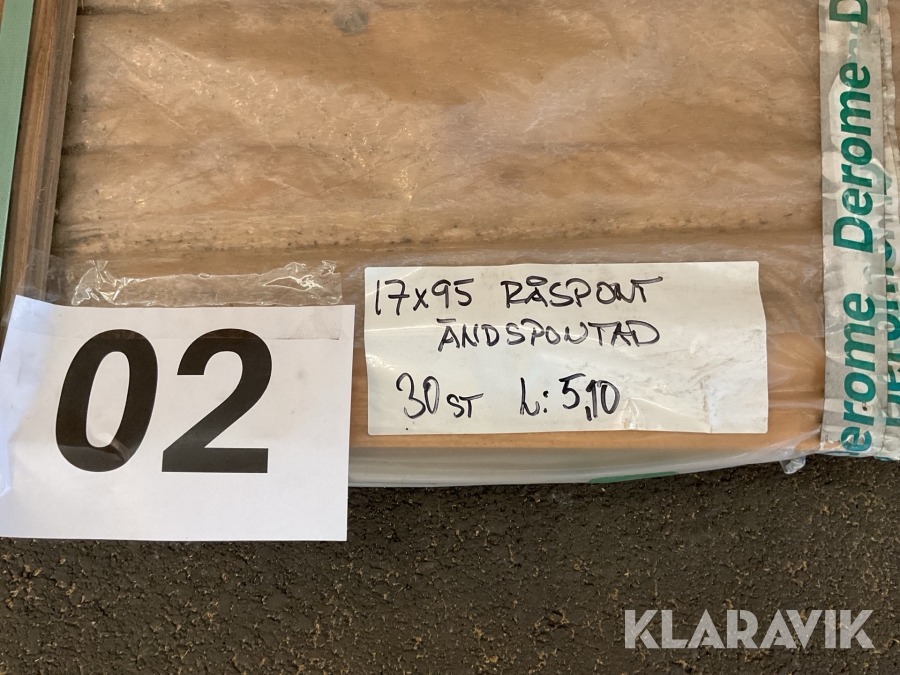 02
17x95 RÅSPONT
ÄNDSPONTAD
30 ST L: 5,10
Derome Derome
KLARAVIK